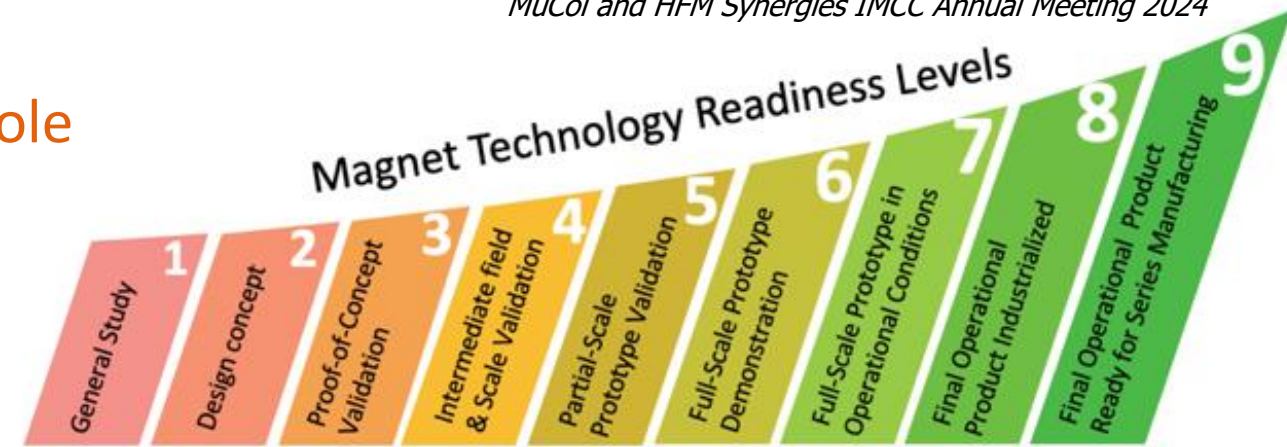 MuCol and HFM Synergies IMCC Annual Meeting 2024
ole
Magnet Technology Readiness Levels
1
General Study
2
Design concept
3
Proof-of-Concept
Validation
4
Intermediate field
& Scale Validation
5
Partial-Scale
Prototype Validation
6
Full-Scale Prototype
Demonstration
7
Full-Scale Prototype in
Operational Conditions
8
Final Operational
Product Industrialized
9
Final Operational Product
Ready for Series Manufacturing